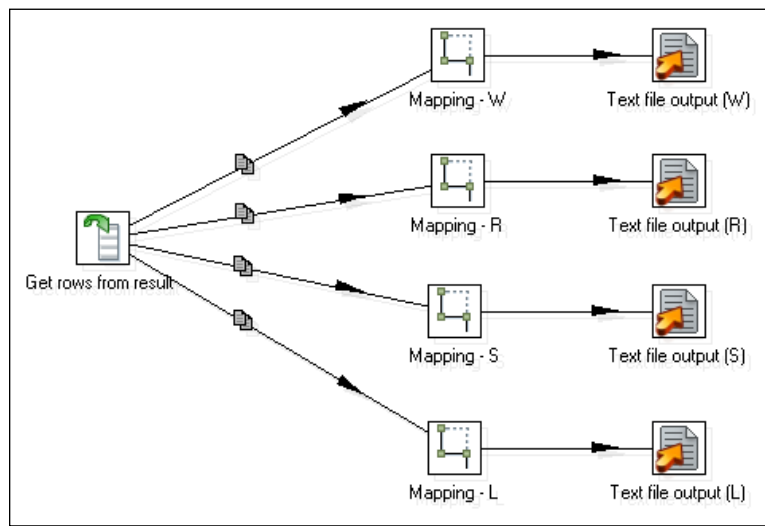 Mapping - W
Text file output (W)
Mapping - R
Text file output (R)
Get rows from result
Mapping - S
Text file output (S)
Mapping - L
Text file output (L)